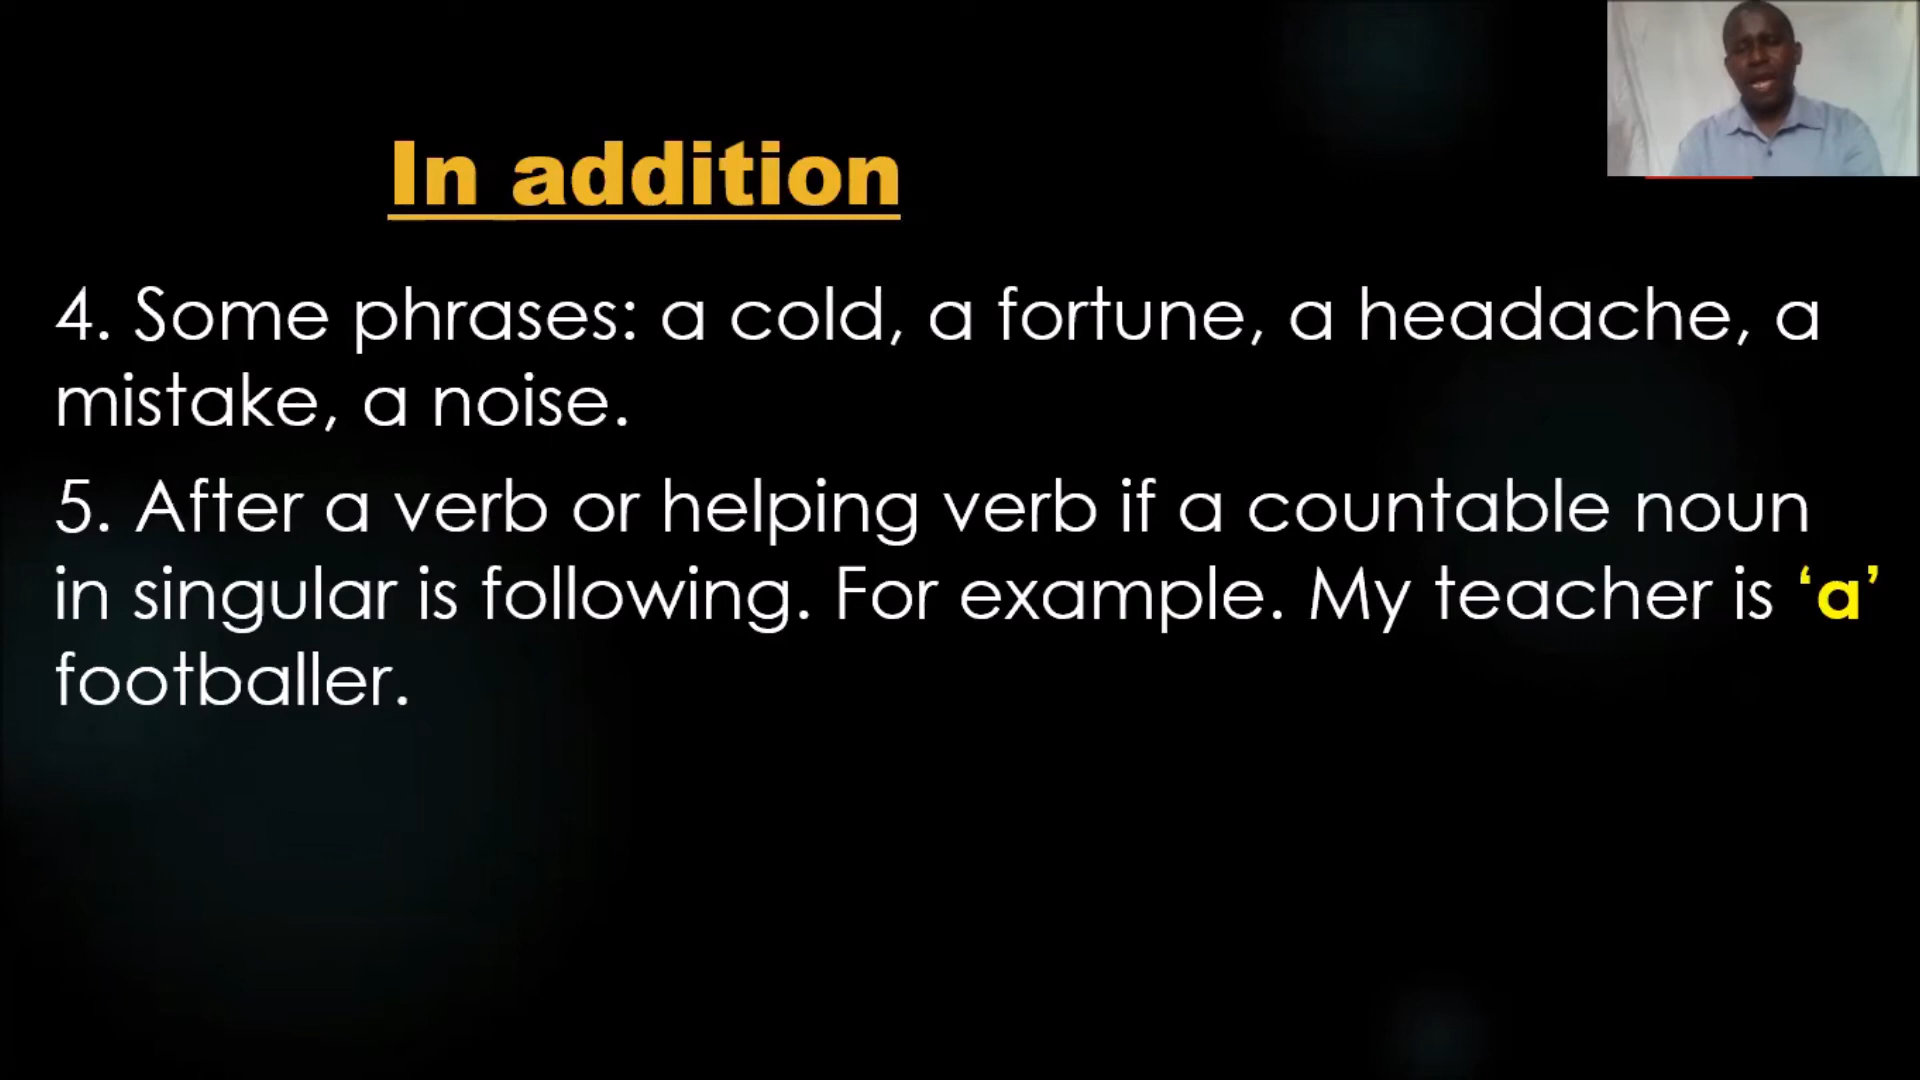 In addition
4. Some phrases: a cold, a fortune, a headache, a
mistake, a noise.
5. After a verb or helping verb if a countable noun
in singular is following. For example. My teacher is ‘a’
footballer.